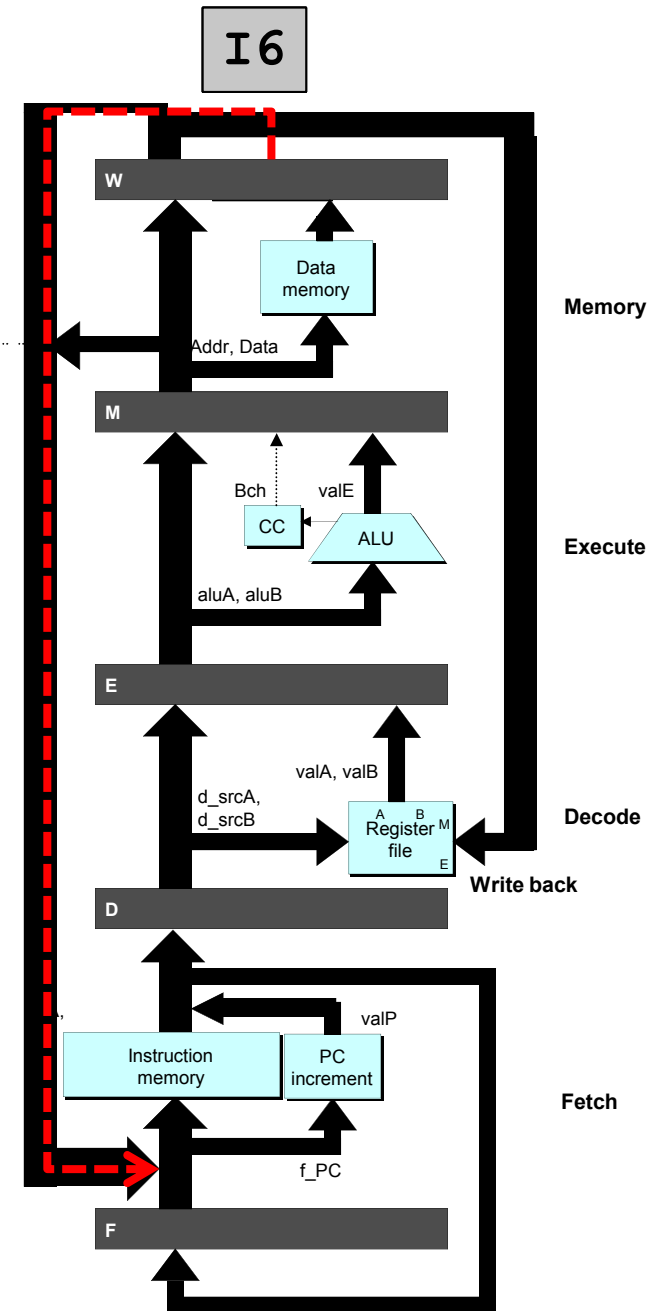 I6
W
Data
memory
Memory
Addr, Data
M
Bch
valE
CC
ALU
Execute
aluA, aluB
E
valA, valB
d_srcA,
d_srcB
A B
M
Register
file
E
Decode
Write back
D
valP
Instruction
memory
PC
increment
Fetch
f_PC
F